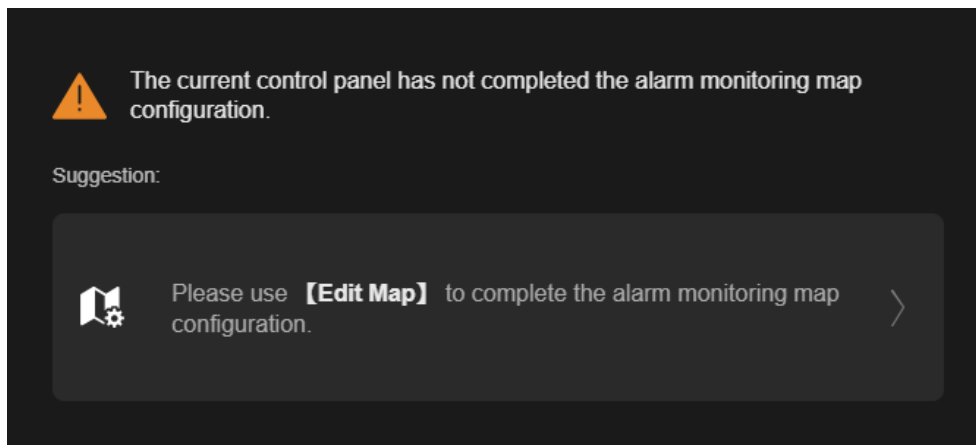 The current control panel has not completed the alarm monitoring map
configuration.
Suggestion:
Please use 【Edit Map】 to complete the alarm monitoring map
configuration.